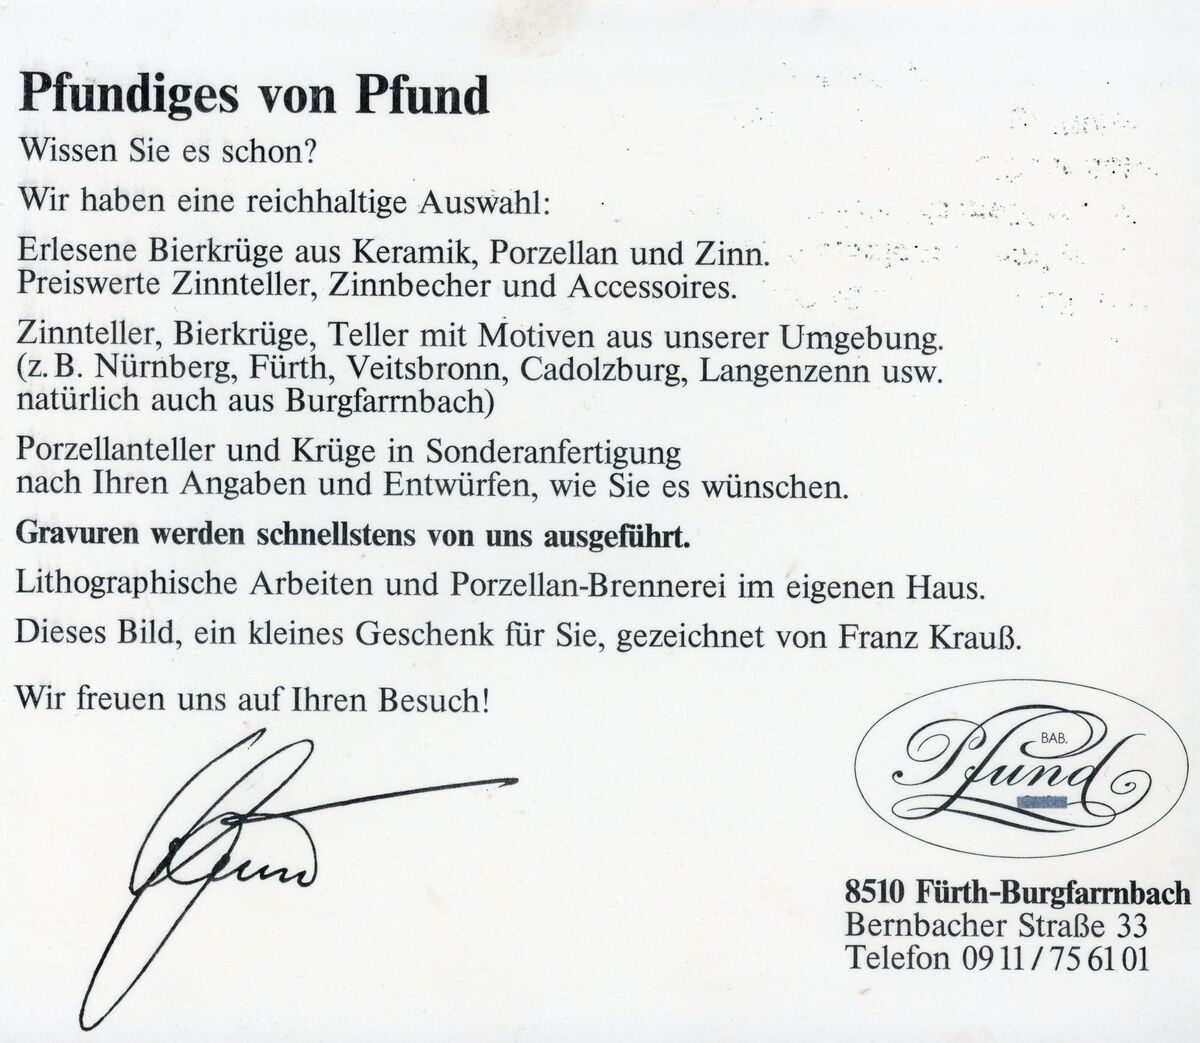 Pfundiges von Pfund
Wissen Sie es schon?
Wir haben eine reichhaltige Auswahl:
Erlesene Bierkrüge aus Keramik, Porzellan und Zinn.
Preiswerte Zinnteller, Zinnbecher und Accessoires.
Zinnteller, Bierkrüge, Teller mit Motiven aus unserer Umgebung.
(z. B. Nürnberg, Fürth, Veitsbronn, Cadolzburg, Langenzenn usw.
natürlich auch aus Burgfarrnbach)
Porzellanteller und Krüge in Sonderanfertigung
nach Ihren Angaben und Entwürfen, wie Sie es wünschen.
Gravuren werden schnellstens von uns ausgeführt.
Lithographische Arbeiten und Porzellan-Brennerei im eigenen Haus.
Dieses Bild, ein kleines Geschenk für Sie, gezeichnet von Franz Krauß.
Wir freuen uns auf Ihren Besuch!
BAB.
Pfund
8510 Fürth-Burgfarrnbach
Bernbacher Straße 33
Telefon 09 11 / 75 61 01